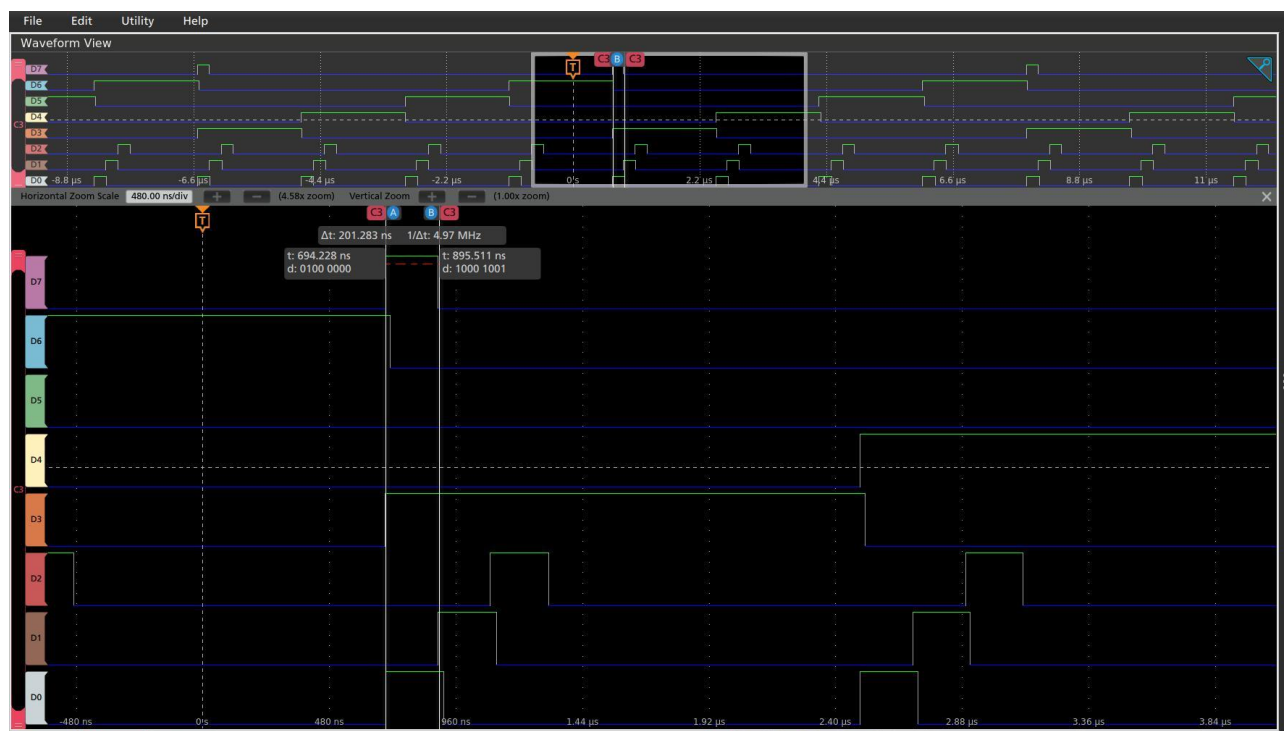 File Edit Utility Help
Waveform View
C3 B C3
T
D7
D6
D5
D4
C3
D3
D2
D1
D0 -8.8 µs -6.6 µs -4.4 µs -2.2 µs 0 s 2.2 µs 4.4 µs 6.6 µs 8.8 µs 11 µs
Horizontal Zoom Scale 480.00 ns/div + − (4.58x zoom) Vertical Zoom + − (1.00x zoom) ×
C3 A B C3
T
Δt: 201.283 ns 1/Δt: 4.97 MHz
t: 694.228 ns t: 895.511 ns
d: 0100 0000 d: 1000 1001
D7
D6
D5
D4
C3
D3
D2
D1
D0
-480 ns 0 s 480 ns 960 ns 1.44 µs 1.92 µs 2.40 µs 2.88 µs 3.36 µs 3.84 µs